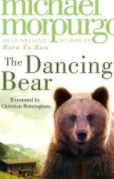 michael
morpurgo
BEST-SELLING AUTHOR OF
Born To Run
The Dancing
Bear
Illustrated by
Christian Birmingham